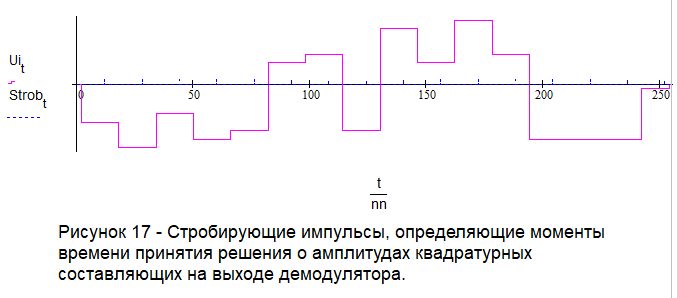 Ui t
Strob t
0 50 100 150 200 250
t
nn
Рисунок 17 - Стробирующие импульсы, определяющие моменты
времени принятия решения о амплитудах квадратурных
составляющих на выходе демодулятора.